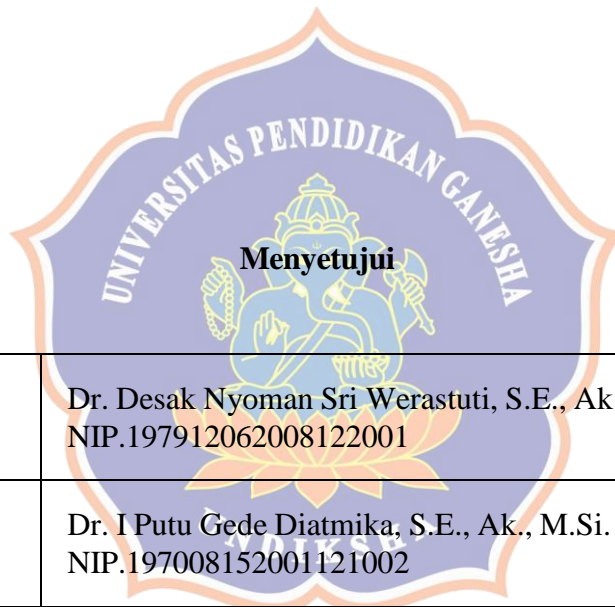 UNIVERSITAS PENDIDIKAN GANESHA
Menyetujui
Dr. Desak Nyoman Sri Werastuti, S.E., Ak
NIP.197912062008122001
Dr. I Putu Gede Diatmika, S.E., Ak., M.Si.
NIP.197008152001121002
UNDIKSHA